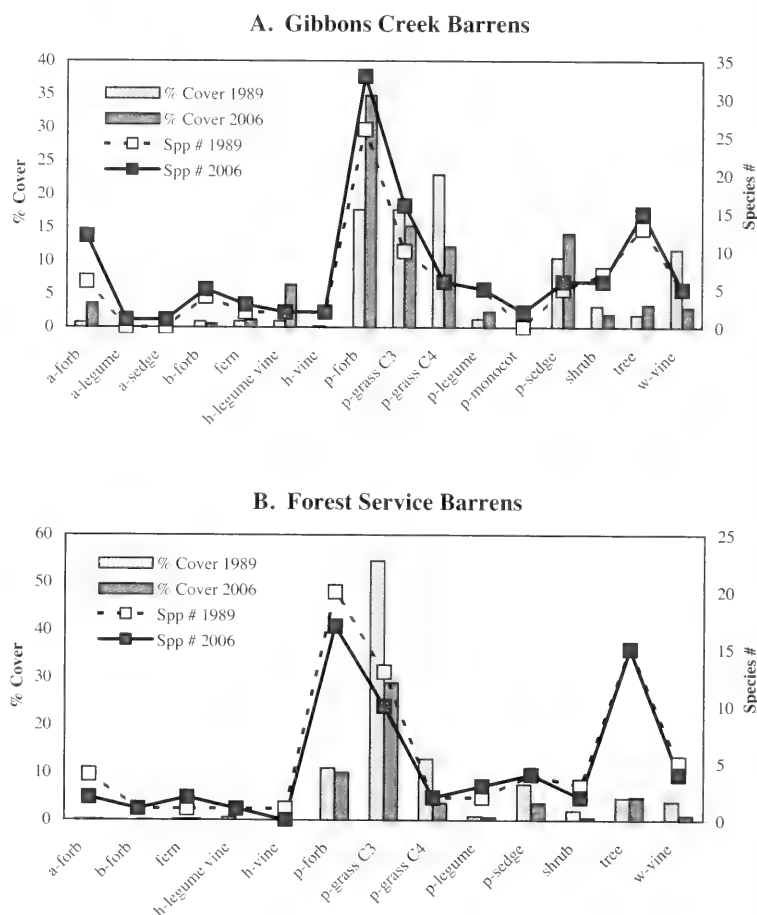 A. Gibbons Creek Barrens
40
35
30
25
20
15
10
5
0
% Cover
35
30
25
20
15
10
5
0
Species #
% Cover 1989
% Cover 2006
Spp # 1989
Spp # 2006
a-forb
a-legume
a-sedge
b-forb
fern
h-legume vine
h-vine
p-forb
p-grass C3
p-grass C4
p-legume
p-monocot
p-sedge
shrub
tree
w-vine
B. Forest Service Barrens
60
50
40
30
20
10
0
% Cover
25
20
15
10
5
0
Species #
% Cover 1989
% Cover 2006
Spp # 1989
Spp # 2006
a-forb
b-forb
fern
h-legume vine
h-vine
p-forb
p-grass C3
p-grass C4
p-legume
p-sedge
shrub
tree
w-vine